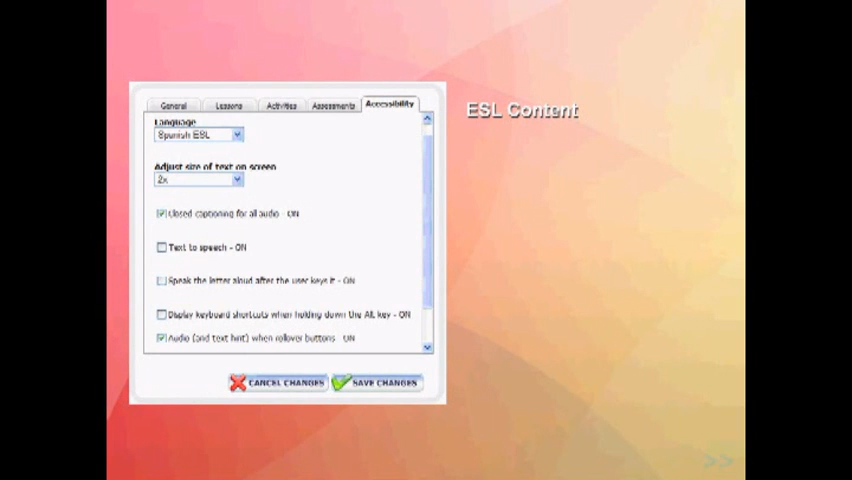 General Lessons Activities Assessments Accessibility
ESL Content
Language
Spanish ESL
Adjust size of text on screen
2x
Closed captioning for all audio - ON
Text to speech - ON
Speak the letter aloud after the user keys it - ON
Display keyboard shortcuts when holding down the Alt key - ON
Audio (and text hint) when rollover buttons ON
CANCEL CHANGES SAVE CHANGES
>>